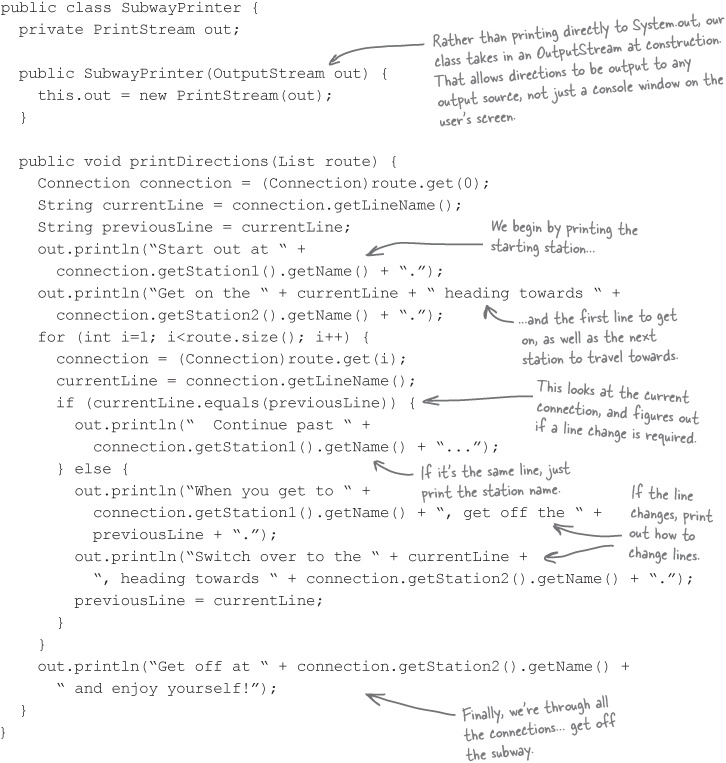 public class SubwayPrinter {
private PrintStream out;
public SubwayPrinter(OutputStream out) {
this.out = new PrintStream(out);
}
Rather than printing directly to System.out, our
class takes in an OutputStream at construction.
That allows directions to be output to any
output source, not just a console window on the
user's screen.
public void printDirections(List route) {
Connection connection = (Connection)route.get(0);
String currentLine = connection.getLineName();
String previousLine = currentLine;
out.println(“Start out at “ +
connection.getStation1().getName() + “.”);
We begin by printing the
starting station...
out.println(“Get on the “ + currentLine + “ heading towards “ +
connection.getStation2().getName() + “.”);
...and the first line to get
on, as well as the next
station to travel towards.
for (int i=1; i<route.size(); i++) {
connection = (Connection)route.get(i);
currentLine = connection.getLineName();
if (currentLine.equals(previousLine)) {
This looks at the current
connection, and figures out
if a line change is required.
out.println(“  Continue past “ +
connection.getStation1().getName() + “...”);
If it's the same line, just
print the station name.
} else {
out.println(“When you get to “ +
connection.getStation1().getName() + “, get off the “ +
previousLine + “.”);
If the line
changes, print
out how to
change lines.
out.println(“Switch over to the “ + currentLine +
“, heading towards “ + connection.getStation2().getName() + “.”);
previousLine = currentLine;
}
}
out.println(“Get off at “ + connection.getStation2().getName() +
“ and enjoy yourself!”);
Finally, we're through all
the connections... get off
the subway.
}
}